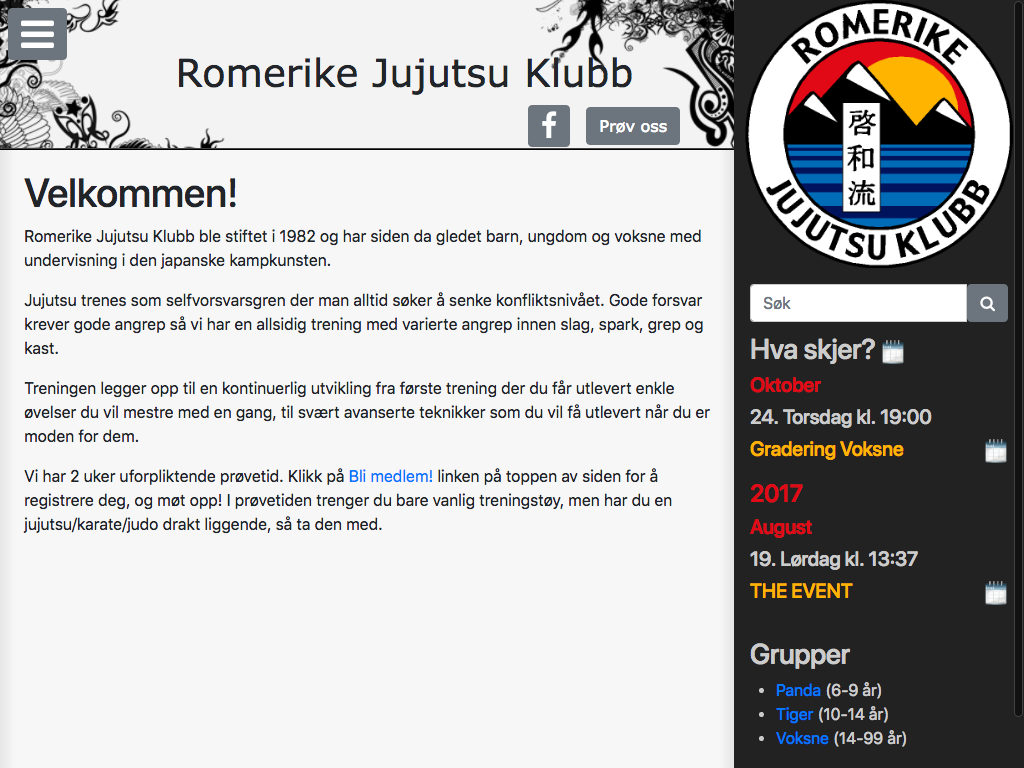 Romerike Jujutsu Klubb
Prøv oss
Velkommen!
Romerike Jujutsu Klubb ble stiftet i 1982 og har siden da gledet barn, ungdom og voksne med
undervisning i den japanske kampkunsten.
Jujutsu trenes som selfvorsvarsgren der man alltid søker å senke konfliktsnivået. Gode forsvar
krever gode angrep så vi har en allsidig trening med varierte angrep innen slag, spark, grep og
kast.
Treningen legger opp til en kontinuerlig utvikling fra første trening der du får utlevert enkle
øvelser du vil mestre med en gang, til svært avanserte teknikker som du vil få utlevert når du er
moden for dem.
Vi har 2 uker uforpliktende prøvetid. Klikk på Bli medlem! linken på toppen av siden for å
registrere deg, og møt opp! I prøvetiden trenger du bare vanlig treningstøy, men har du en
jujutsu/karate/judo drakt liggende, så ta den med.
ROMERIKE
啓和流
JUJUTSU KLUBB
Søk
Hva skjer?
Oktober
24. Torsdag kl. 19:00
Gradering Voksne
2017
August
19. Lørdag kl. 13:37
THE EVENT
Grupper
• Panda (6-9 år)
• Tiger (10-14 år)
• Voksne (14-99 år)